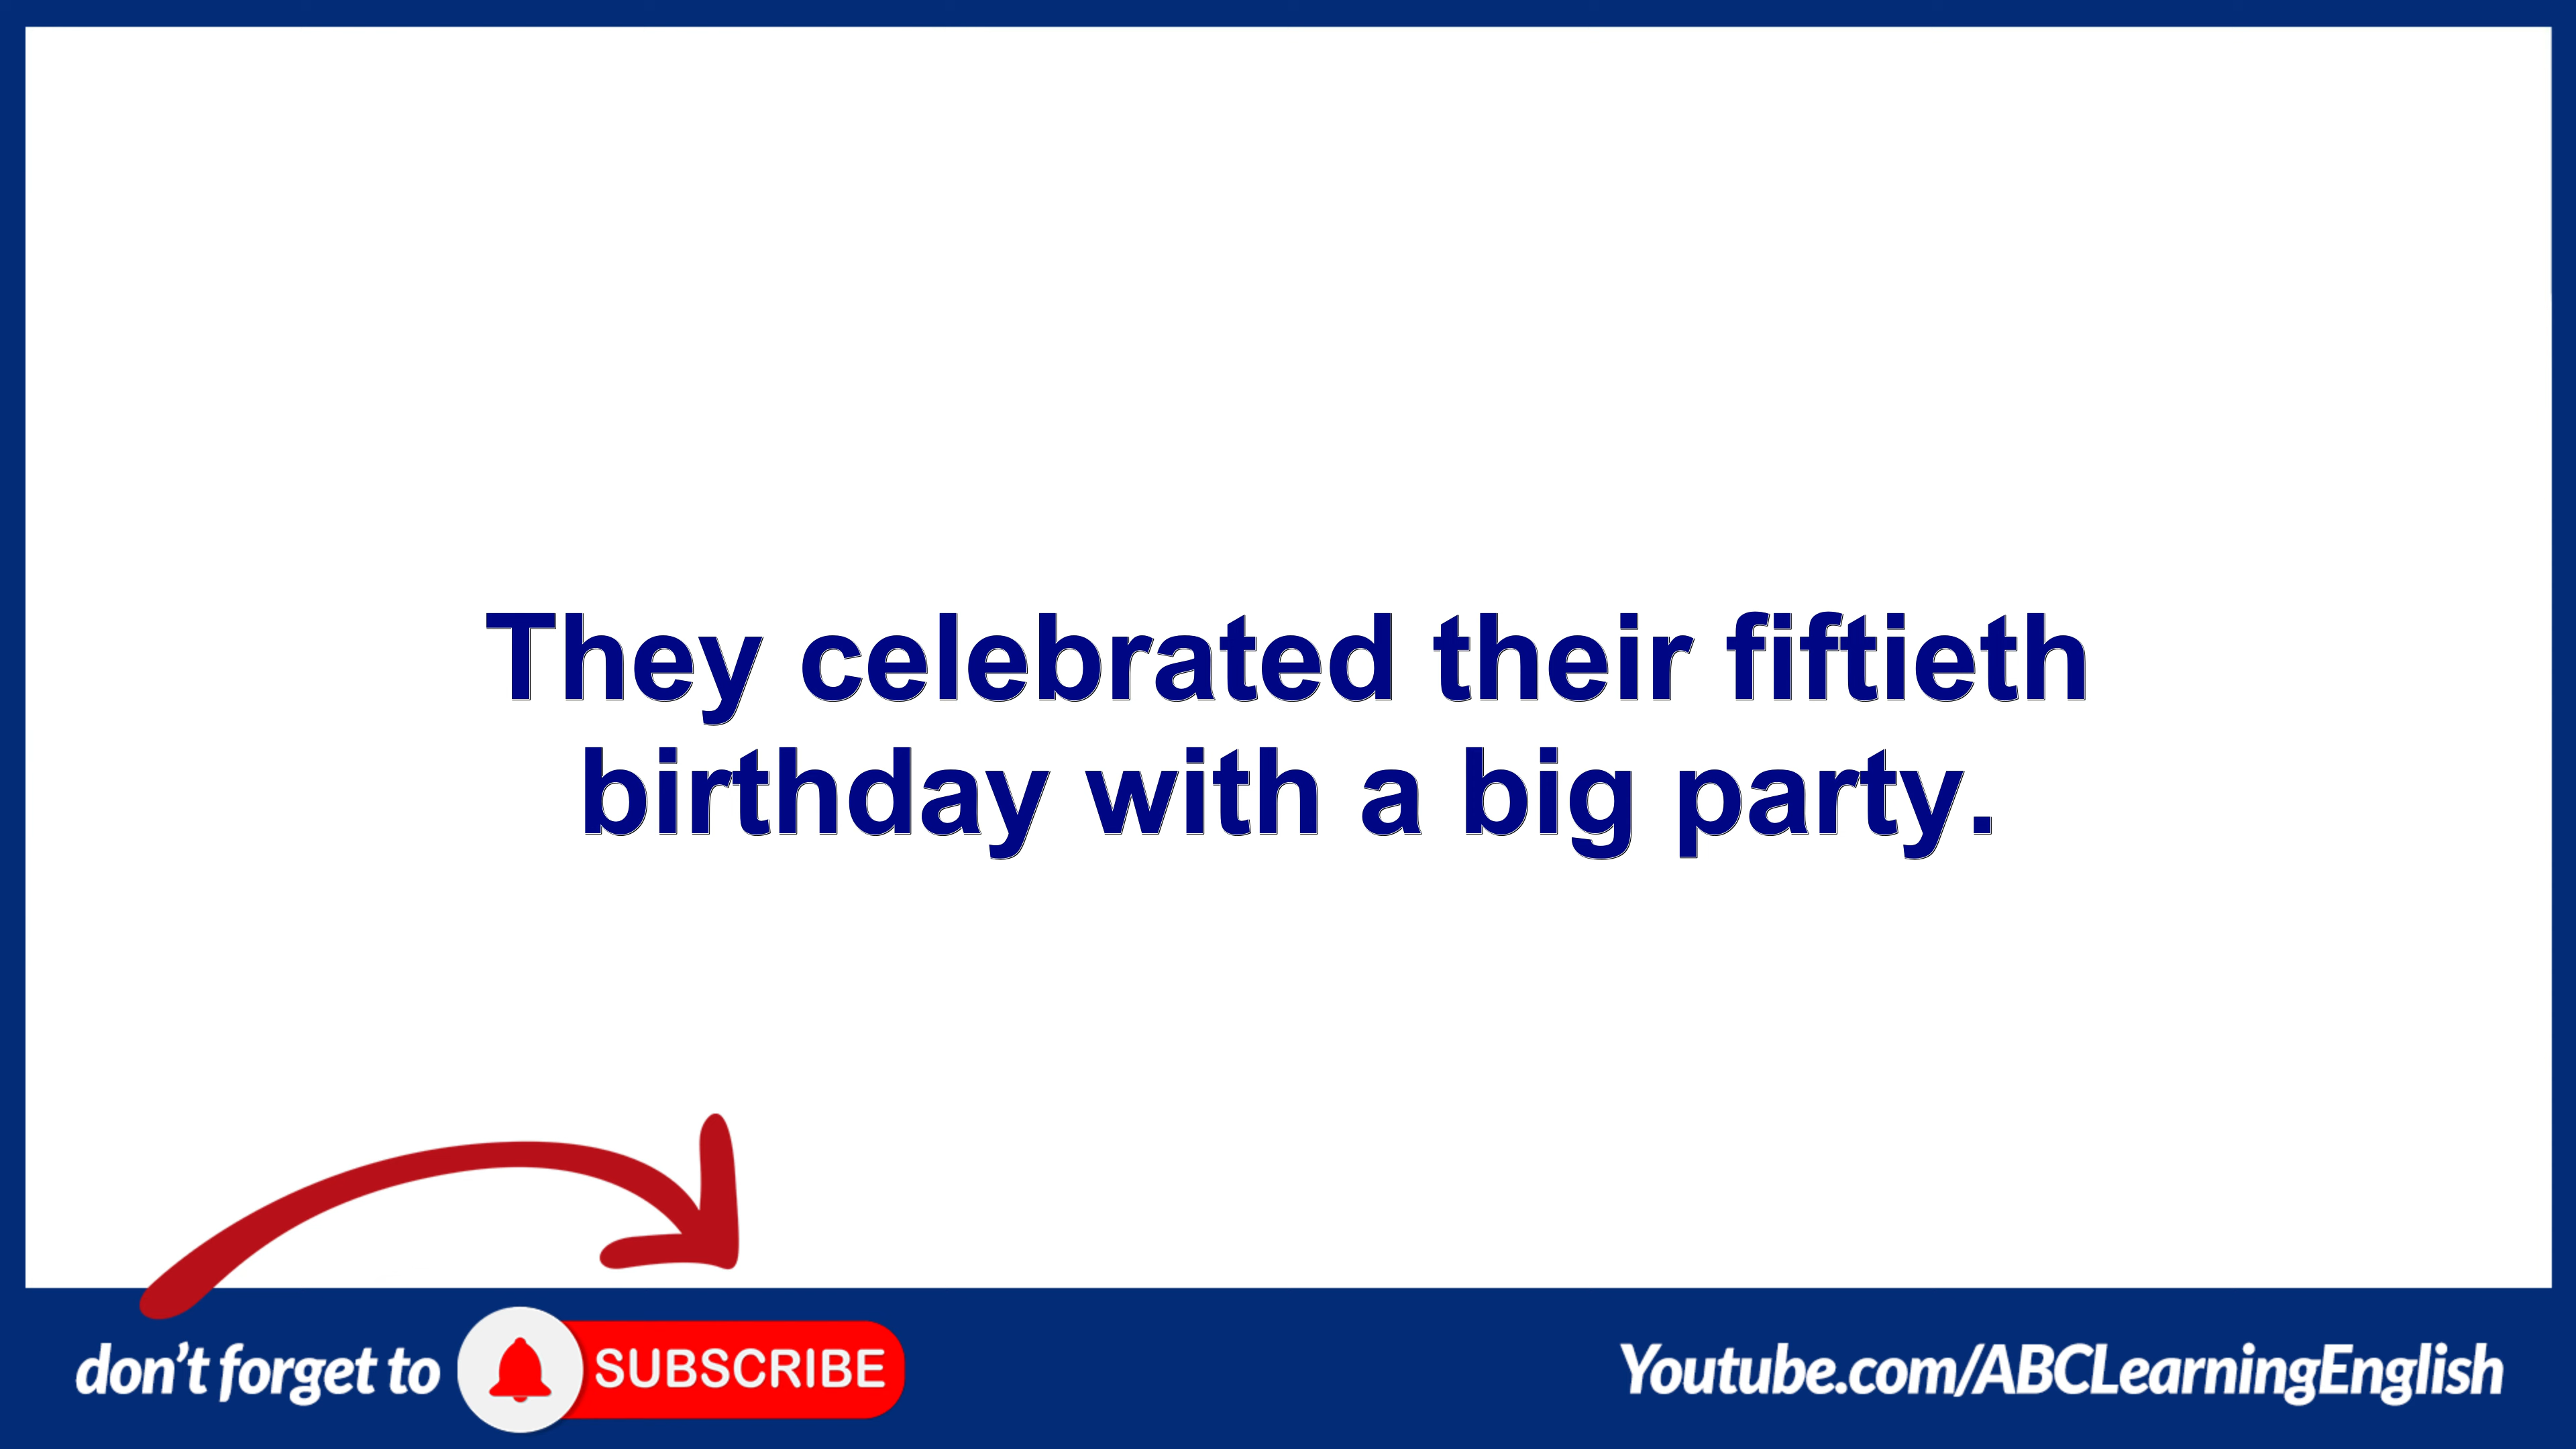 They celebrated their fiftieth
birthday with a big party.
don't forget to SUBSCRIBE
Youtube.com/ABCLearningEnglish